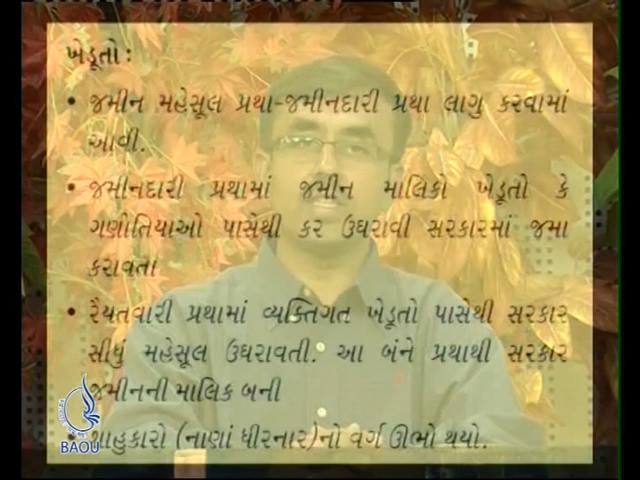 ખેડૂતો :
• જમીન મહેસૂલ પ્રથા-જમીનદારી પ્રથા લાગુ કરવામાં
આવી.
• જમીનદારી પ્રથામાં જમીન માલિકો ખેડૂતો કે
ગણોતિયાઓ પાસેથી કર ઉઘરાવી સરકારમાં જમા
કરાવતા
• રૈયતવારી પ્રથામાં વ્યક્તિગત ખેડૂતો પાસેથી સરકાર
સીધું મહેસૂલ ઉઘરાવતી. આ બંને પ્રથાથી સરકાર
જમીનની માલિક બની
શાહુકારો (નાણાં ધીરનાર)નો વર્ગ ઊભો થયો.
BAOU